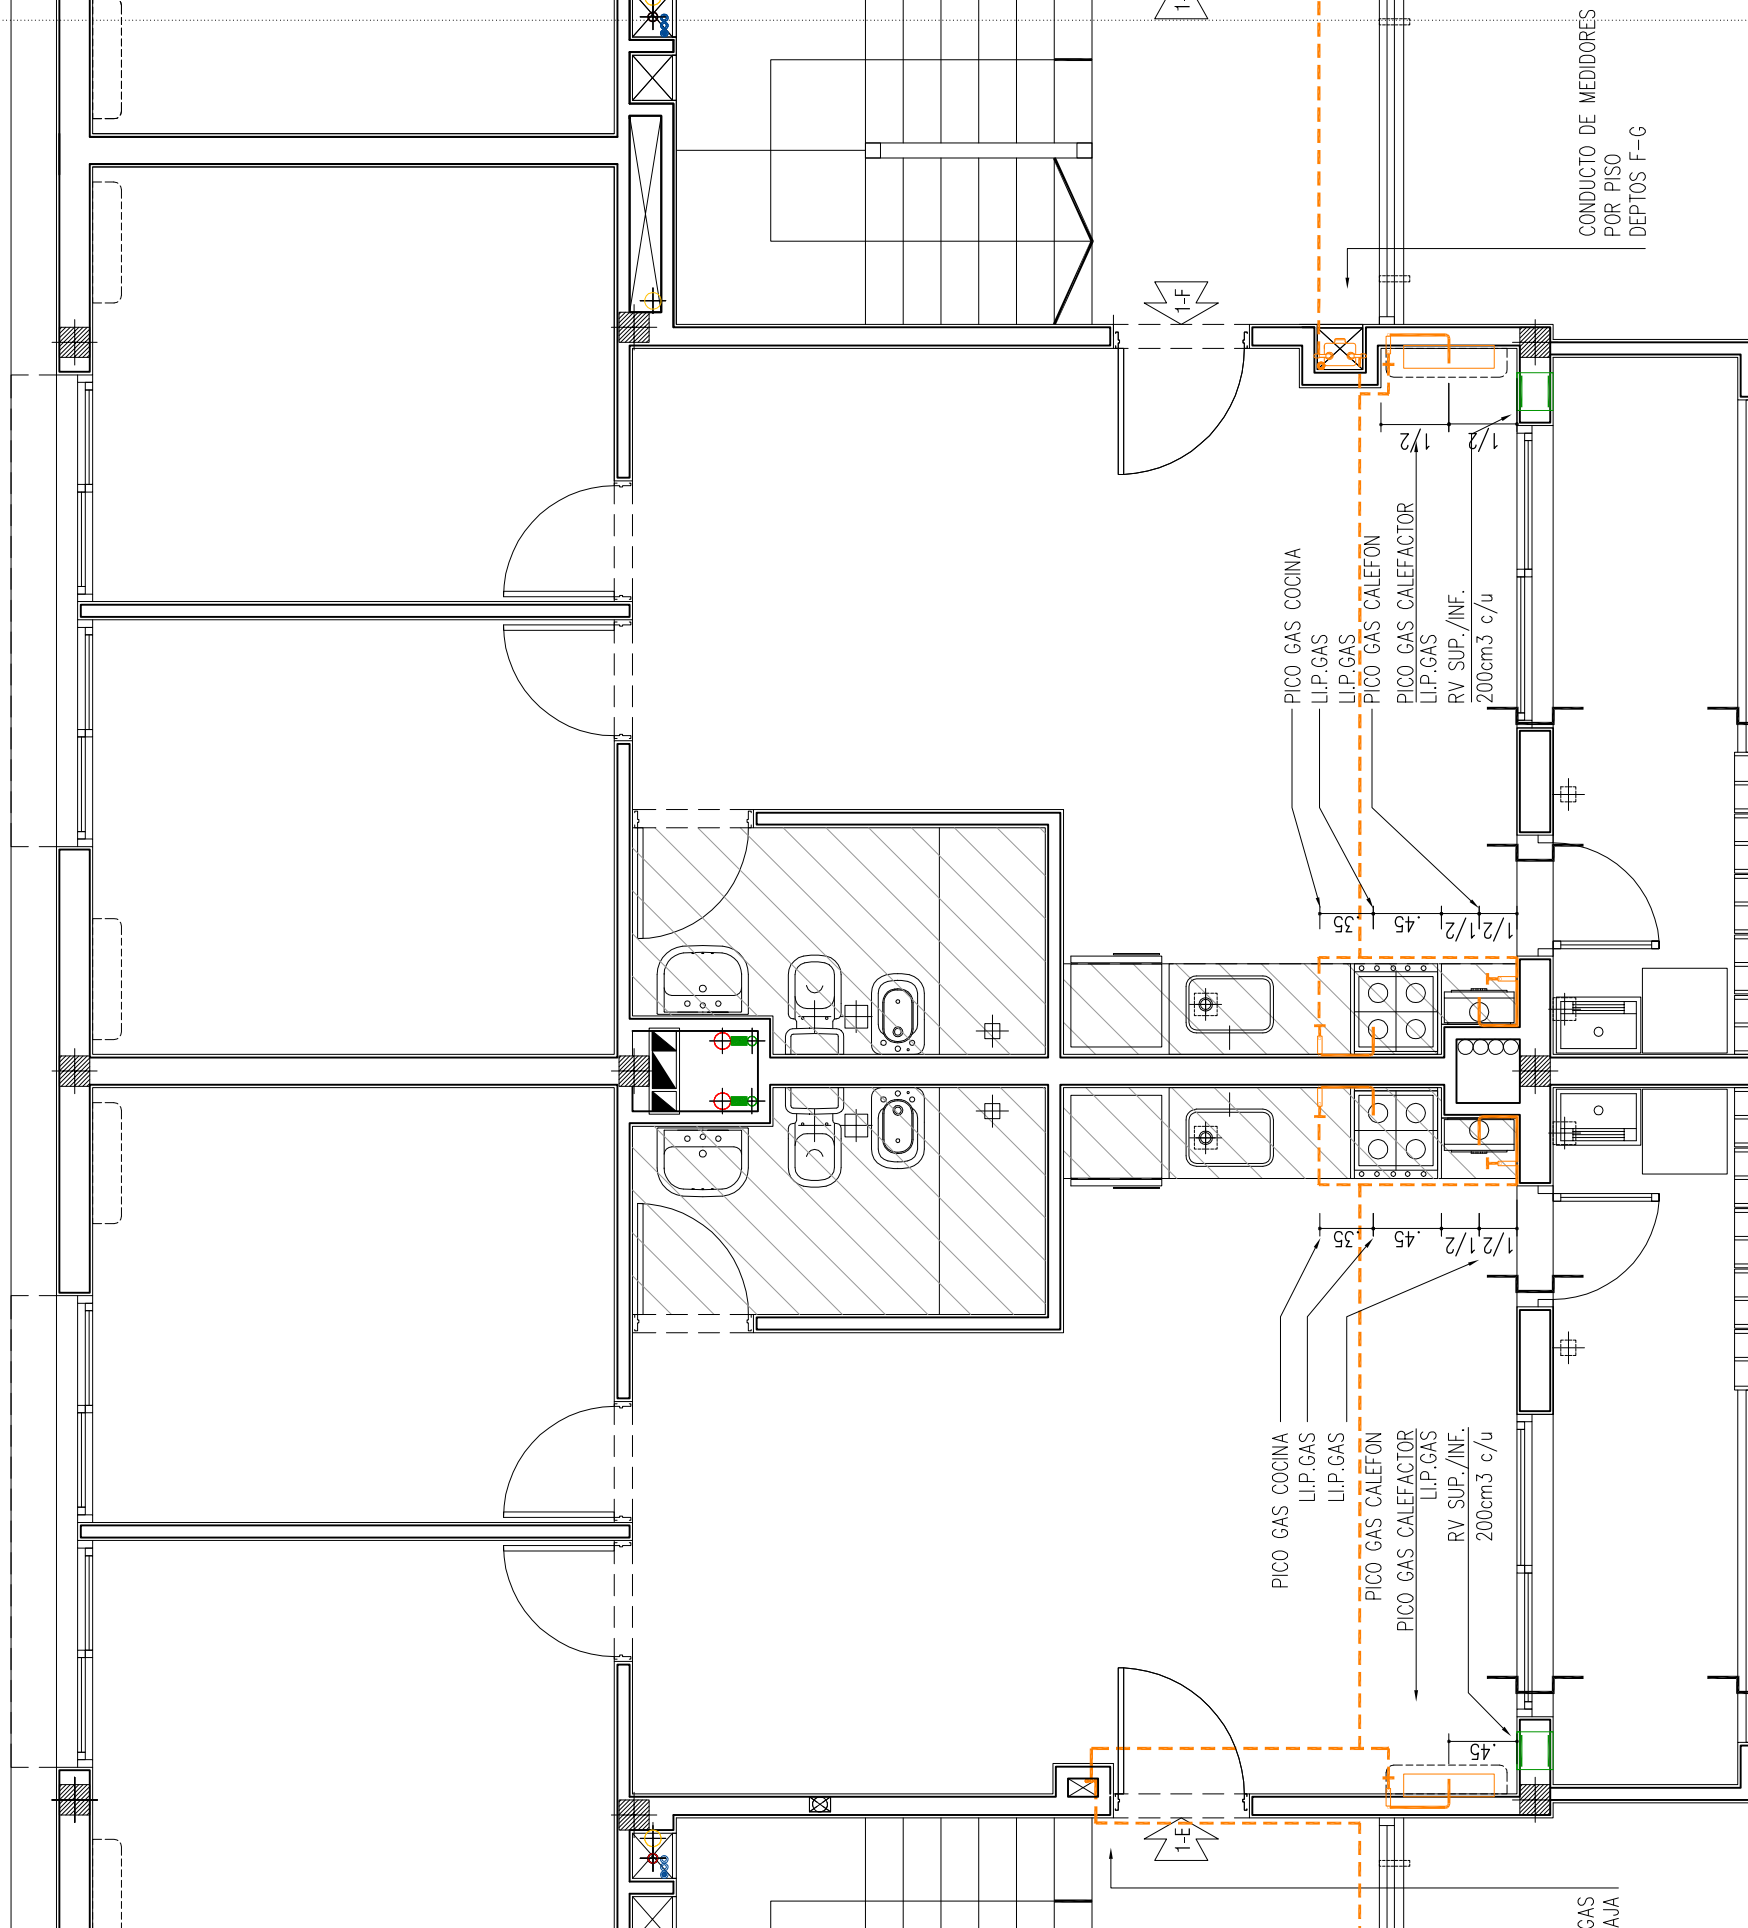 CONDUCTO DE MEDIDORES
POR PISO
DEPTOS F-G
1-
1-F
1/2
1/2
PICO GAS COCINA
LI.P.GAS
LI.P.GAS
PICO GAS CALEFON
PICO GAS CALEFACTOR
LI.P.GAS
RV SUP./INF.
200cm3 c/u
.35
.45
1/2
1/2
.35
.45
1/2
1/2
PICO GAS COCINA
LI.P.GAS
LI.P.GAS
PICO GAS CALEFON
PICO GAS CALEFACTOR
LI.P.GAS
RV SUP./INF.
200cm3 c/u
.45
1-E
GAS
AJA